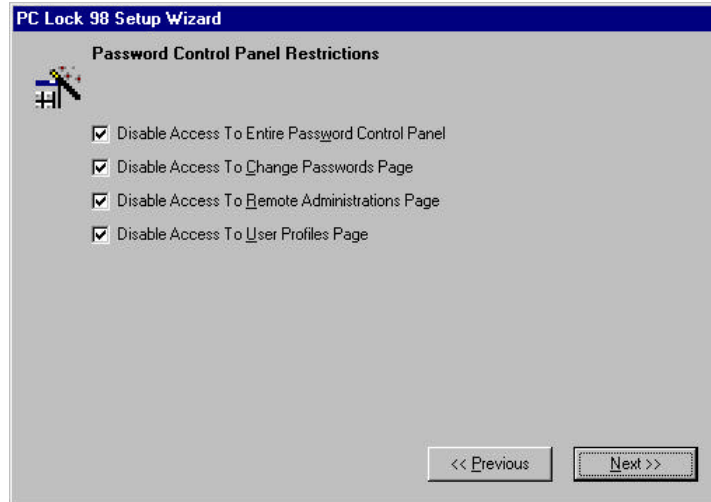 PC Lock 98 Setup Wizard
Password Control Panel Restrictions
Disable Access To Entire Password Control Panel
Disable Access To Change Passwords Page
Disable Access To Remote Administrations Page
Disable Access To User Profiles Page
<< Previous
Next >>